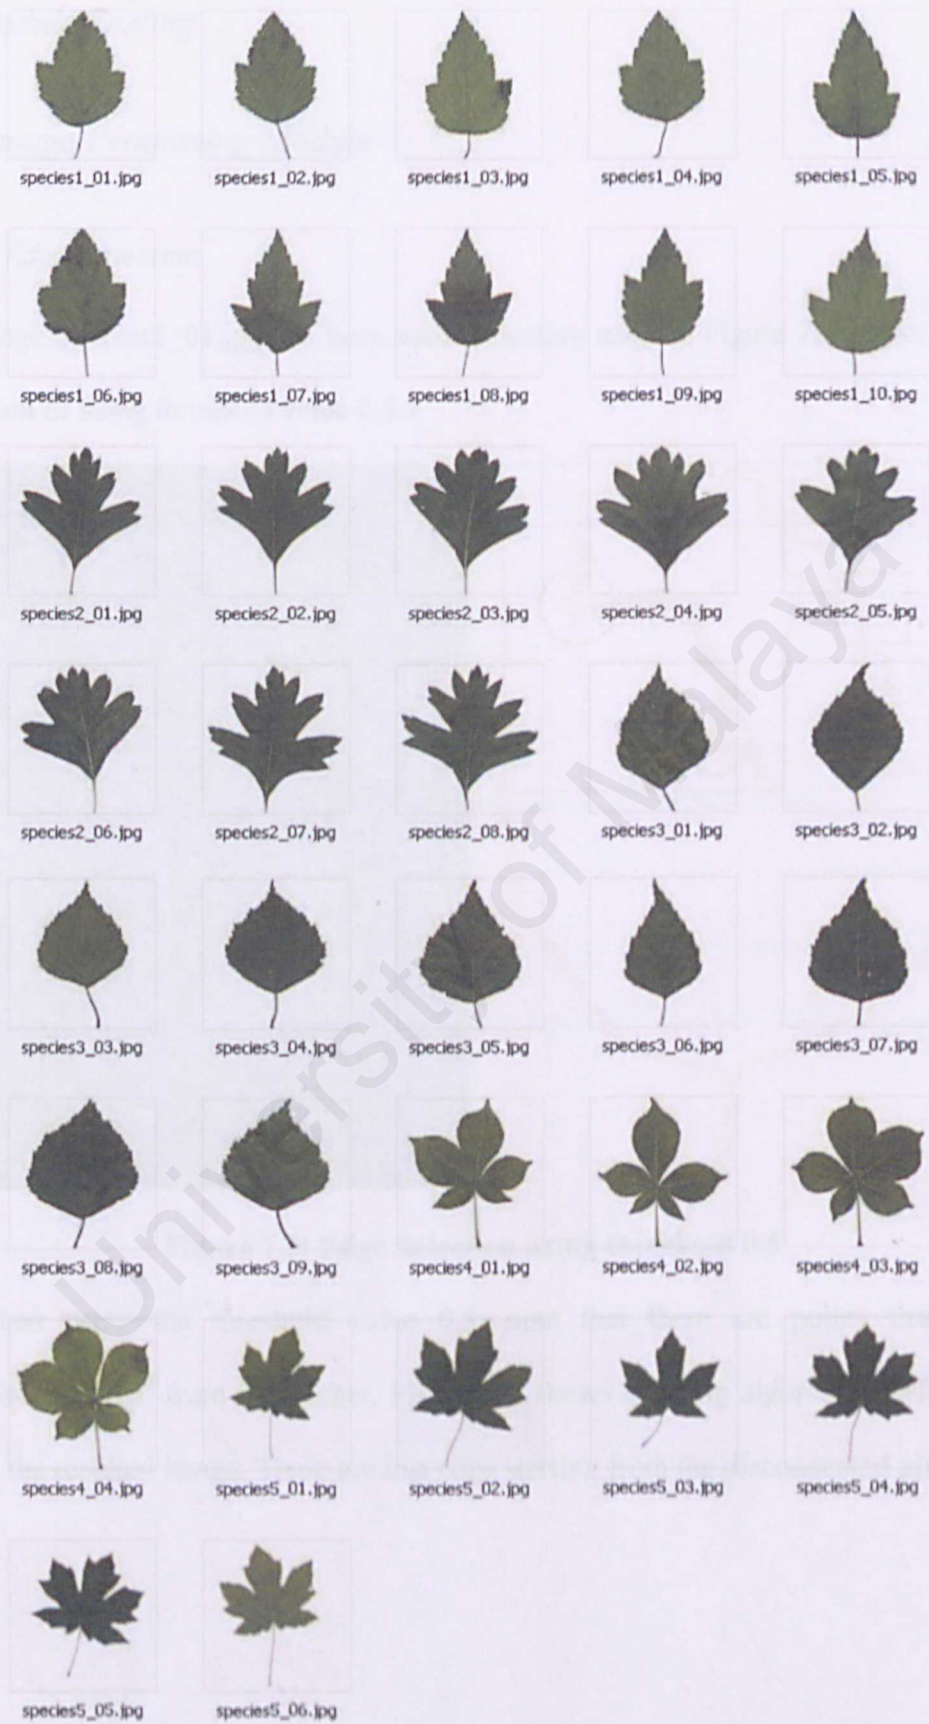 species1_01.jpg species1_02.jpg species1_03.jpg species1_04.jpg species1_05.jpg
species1_06.jpg species1_07.jpg species1_08.jpg species1_09.jpg species1_10.jpg
species2_01.jpg species2_02.jpg species2_03.jpg species2_04.jpg species2_05.jpg
species2_06.jpg species2_07.jpg species2_08.jpg species3_01.jpg species3_02.jpg
species3_03.jpg species3_04.jpg species3_05.jpg species3_06.jpg species3_07.jpg
species3_08.jpg species3_09.jpg species4_01.jpg species4_02.jpg species4_03.jpg
species4_04.jpg species5_01.jpg species5_02.jpg species5_03.jpg species5_04.jpg
species5_05.jpg species5_06.jpg
University of Malaya